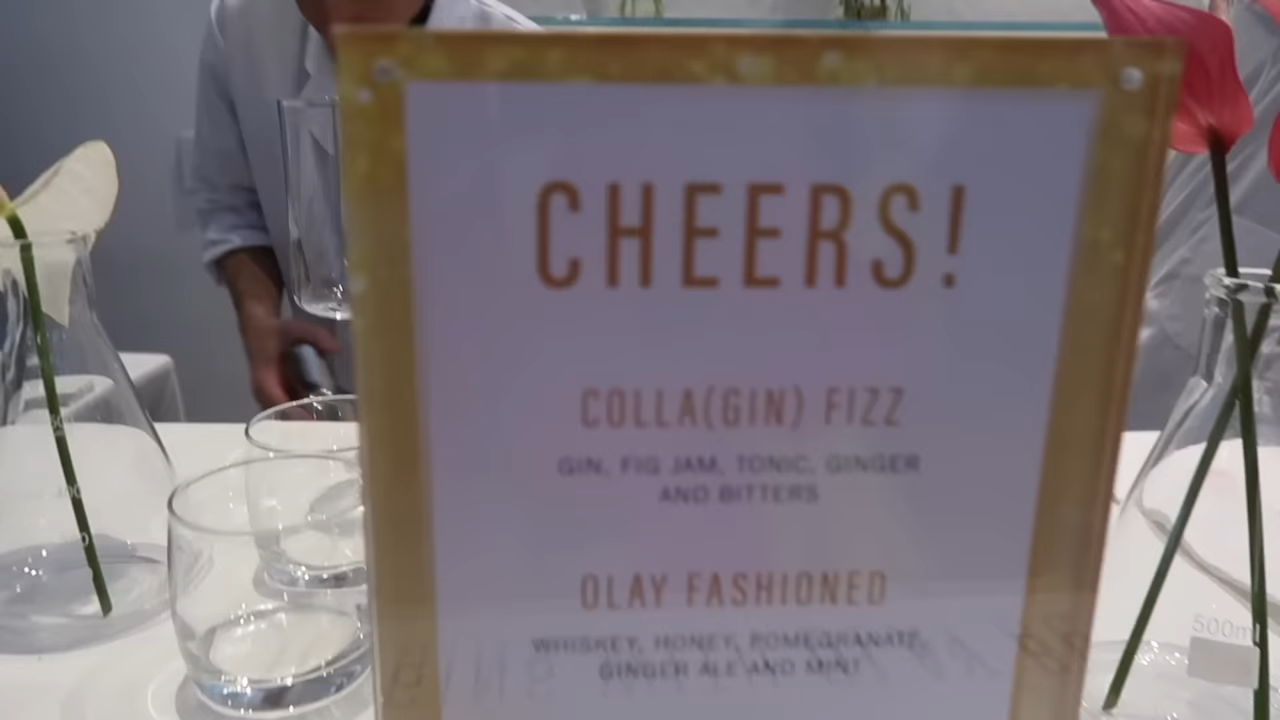 CHEERS!
COLLA(GIN) FIZZ
GIN, FIG JAM, TONIC, GINGER
AND BITTERS
OLAY FASHIONED
WHISKEY, HONEY, POMEGRANATE,
GINGER ALE AND MINT
500ml